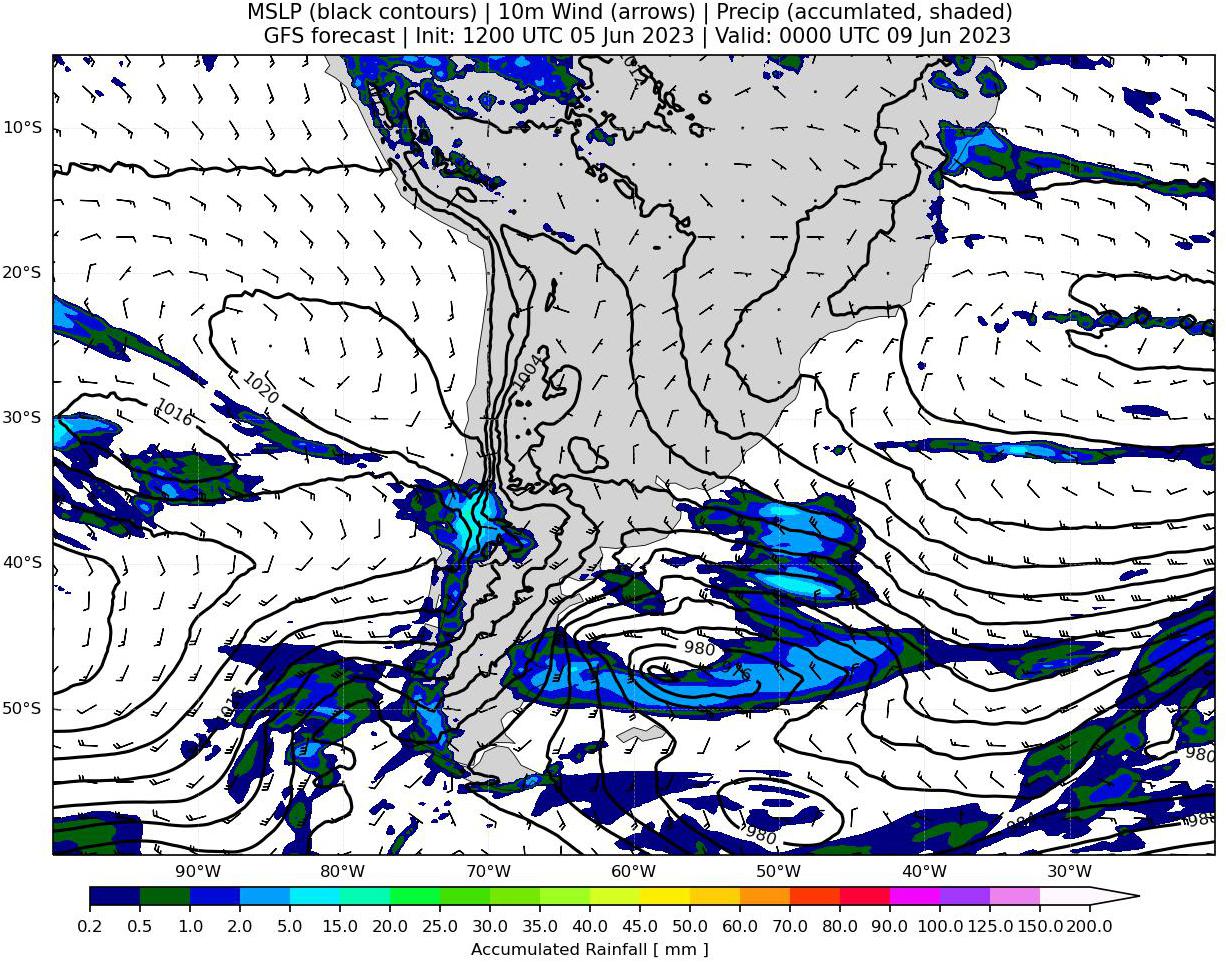 MSLP (black contours) | 10m Wind (arrows) | Precip (accumlated, shaded)
GFS forecast | Init: 1200 UTC 05 Jun 2023 | Valid: 0000 UTC 09 Jun 2023
1012
10°S
20°S
1004
1020
1016
30°S
40°S
980
976
1016
50°S
980
984
988
980
90°W 80°W 70°W 60°W 50°W 40°W 30°W
0.2 0.5 1.0 2.0 5.0 10.0 15.0 20.0 25.0 30.0 35.0 40.0 45.0 50.0 60.0 70.0 80.0 90.0 100.0 125.0 150.0 200.0
Accumulated Rainfall [ mm ]